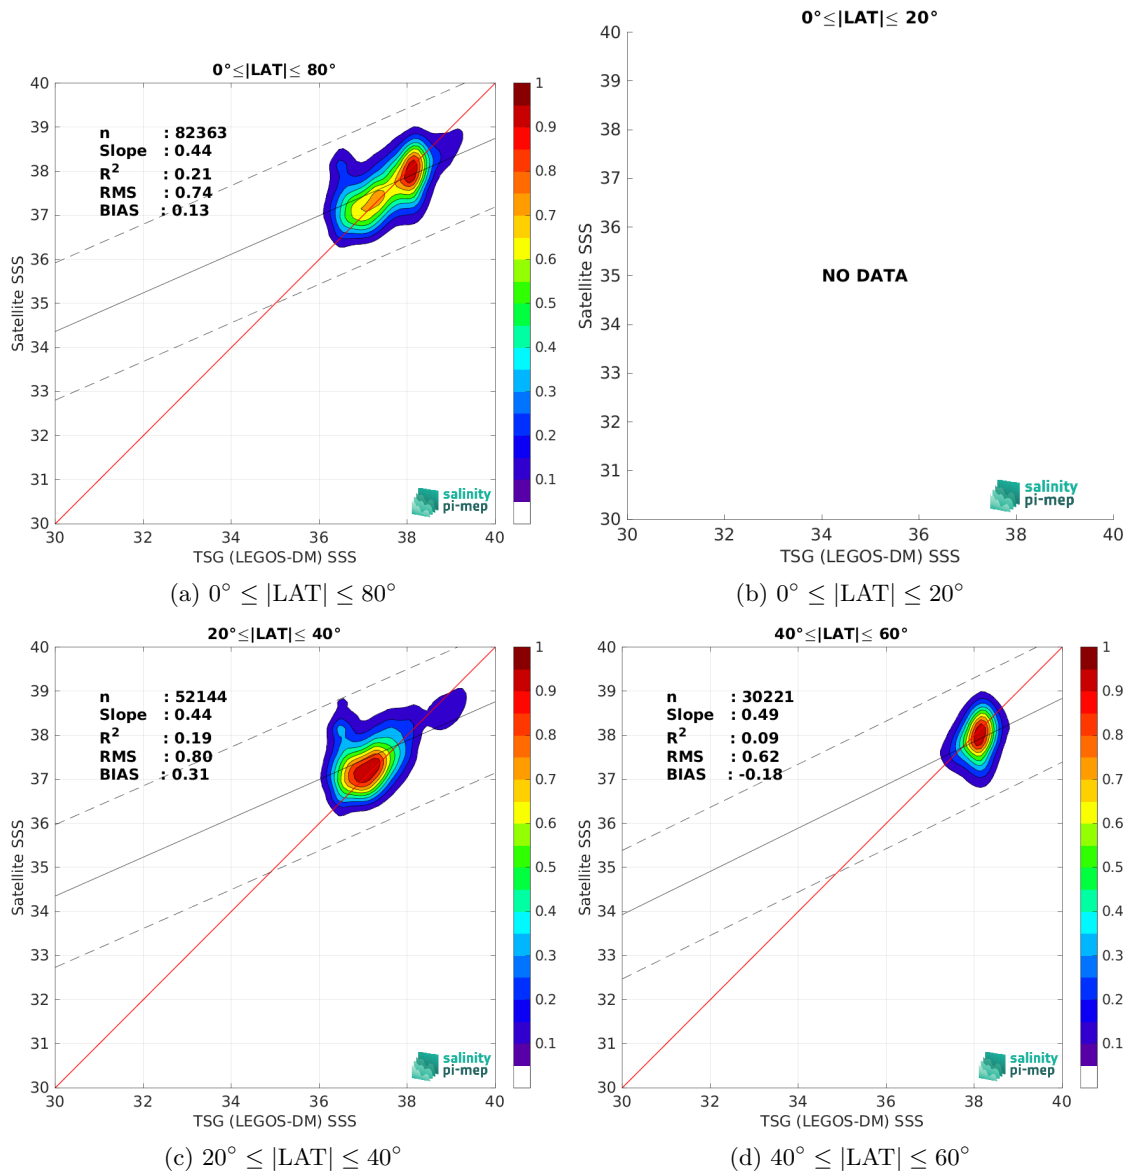 0°≤|LAT|≤ 80°
40
39
38
37
36
35
34
33
32
31
30
Satellite SSS
n : 82363
Slope : 0.44
R² : 0.21
RMS : 0.74
BIAS : 0.13
salinity
pi-mep
30 32 34 36 38 40
TSG (LEGOS-DM) SSS
1
0.9
0.8
0.7
0.6
0.5
0.4
0.3
0.2
0.1
(a) 0° ≤ |LAT| ≤ 80°
0°≤|LAT|≤ 20°
40
39
38
37
36
35
34
33
32
31
30
Satellite SSS
NO DATA
salinity
pi-mep
30 32 34 36 38 40
TSG (LEGOS-DM) SSS
(b) 0° ≤ |LAT| ≤ 20°
20°≤|LAT|≤ 40°
40
39
38
37
36
35
34
33
32
31
30
Satellite SSS
n : 52144
Slope : 0.44
R² : 0.19
RMS : 0.80
BIAS : 0.31
salinity
pi-mep
30 32 34 36 38 40
TSG (LEGOS-DM) SSS
1
0.9
0.8
0.7
0.6
0.5
0.4
0.3
0.2
0.1
(c) 20° ≤ |LAT| ≤ 40°
40°≤|LAT|≤ 60°
40
39
38
37
36
35
34
33
32
31
30
Satellite SSS
n : 30221
Slope : 0.49
R² : 0.09
RMS : 0.62
BIAS : -0.18
salinity
pi-mep
30 32 34 36 38 40
TSG (LEGOS-DM) SSS
1
0.9
0.8
0.7
0.6
0.5
0.4
0.3
0.2
0.1
(d) 40° ≤ |LAT| ≤ 60°